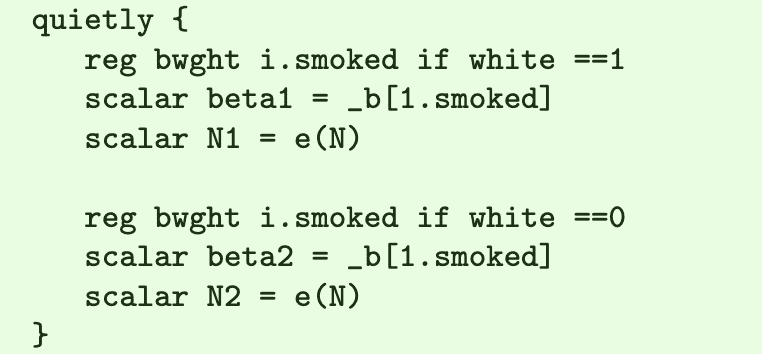 quietly {
reg bwght i.smoked if white ==1
scalar beta1 = _b[1.smoked]
scalar N1 = e(N)
reg bwght i.smoked if white ==0
scalar beta2 = _b[1.smoked]
scalar N2 = e(N)
}